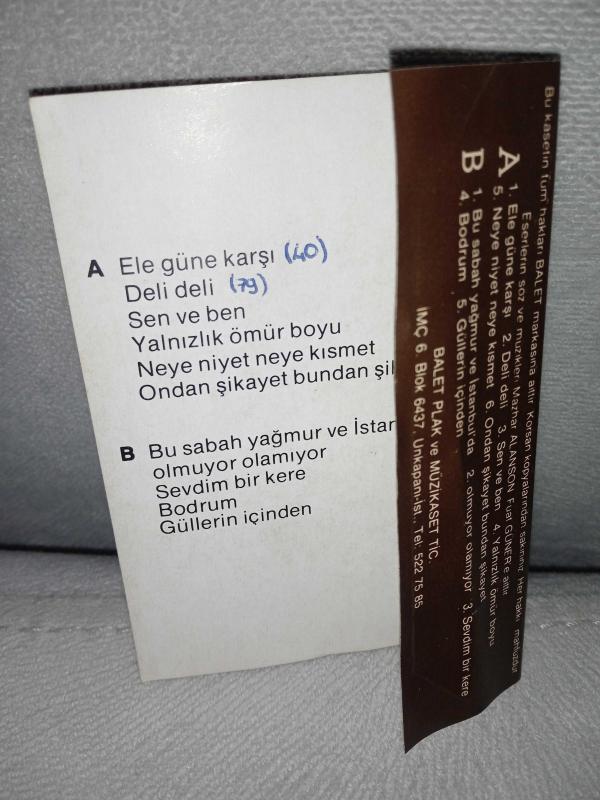 A Ele güne karşı (40)
Deli deli (79)
Sen ve ben
Yalnızlık ömür boyu
Neye niyet neye kısmet
Ondan şikayet bundan şi
B Bu sabah yağmur ve İstan
olmuyor olamıyor
Sevdim bir kere
Bodrum
Güllerin içinden
Bu kasetin tüm hakları BALET markasına aittir. Korsan kopyalarından sakınınız. Her hakkı mahfuzdur
Eserlerin söz ve müzikleri Mazhar ALANSON Fuat GÜNER'e aittir.
A 1. Ele güne karşı 2. Deli deli 3. Sen ve ben 4. Yalnızlık ömür boyu
5. Neye niyet neye kısmet 6. Ondan şikayet bundan şikayet
B 1. Bu sabah yağmur ve İstanbul'da 2. olmuyor olamıyor 3. Sevdim bir kere
4. Bodrum 5. Güllerin içinden
BALET PLAK ve MÜZİKASET TİC.
İMÇ 6. Blok 6437, Unkapanı-İst., Tel: 522 75 85